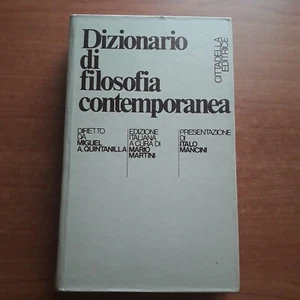 Dizionario
di
filosofia
contemporanea
CITTADELLA
EDITRICE
DIRETTO
DA
MIGUEL
A. QUINTANILLA
EDIZIONE
ITALIANA
A CURA DI
MARIO
MARTINI
PRESENTAZIONE
DI
ITALO
MANCINI